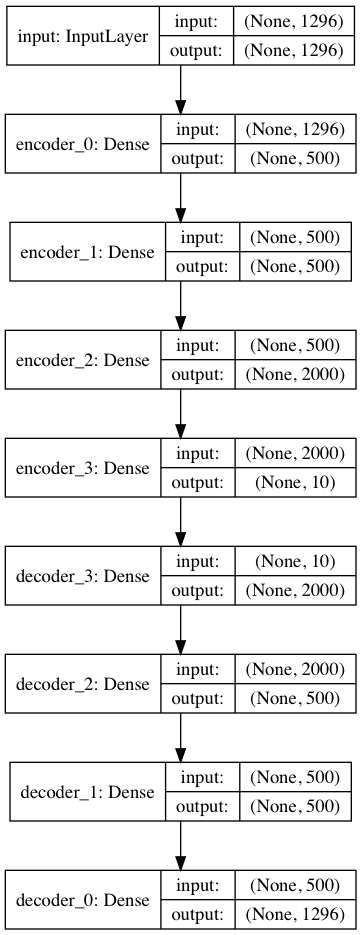 input: InputLayer
input: (None, 1296)
output: (None, 1296)
encoder_0: Dense
input: (None, 1296)
output: (None, 500)
encoder_1: Dense
input: (None, 500)
output: (None, 500)
encoder_2: Dense
input: (None, 500)
output: (None, 2000)
encoder_3: Dense
input: (None, 2000)
output: (None, 10)
decoder_3: Dense
input: (None, 10)
output: (None, 2000)
decoder_2: Dense
input: (None, 2000)
output: (None, 500)
decoder_1: Dense
input: (None, 500)
output: (None, 500)
decoder_0: Dense
input: (None, 500)
output: (None, 1296)